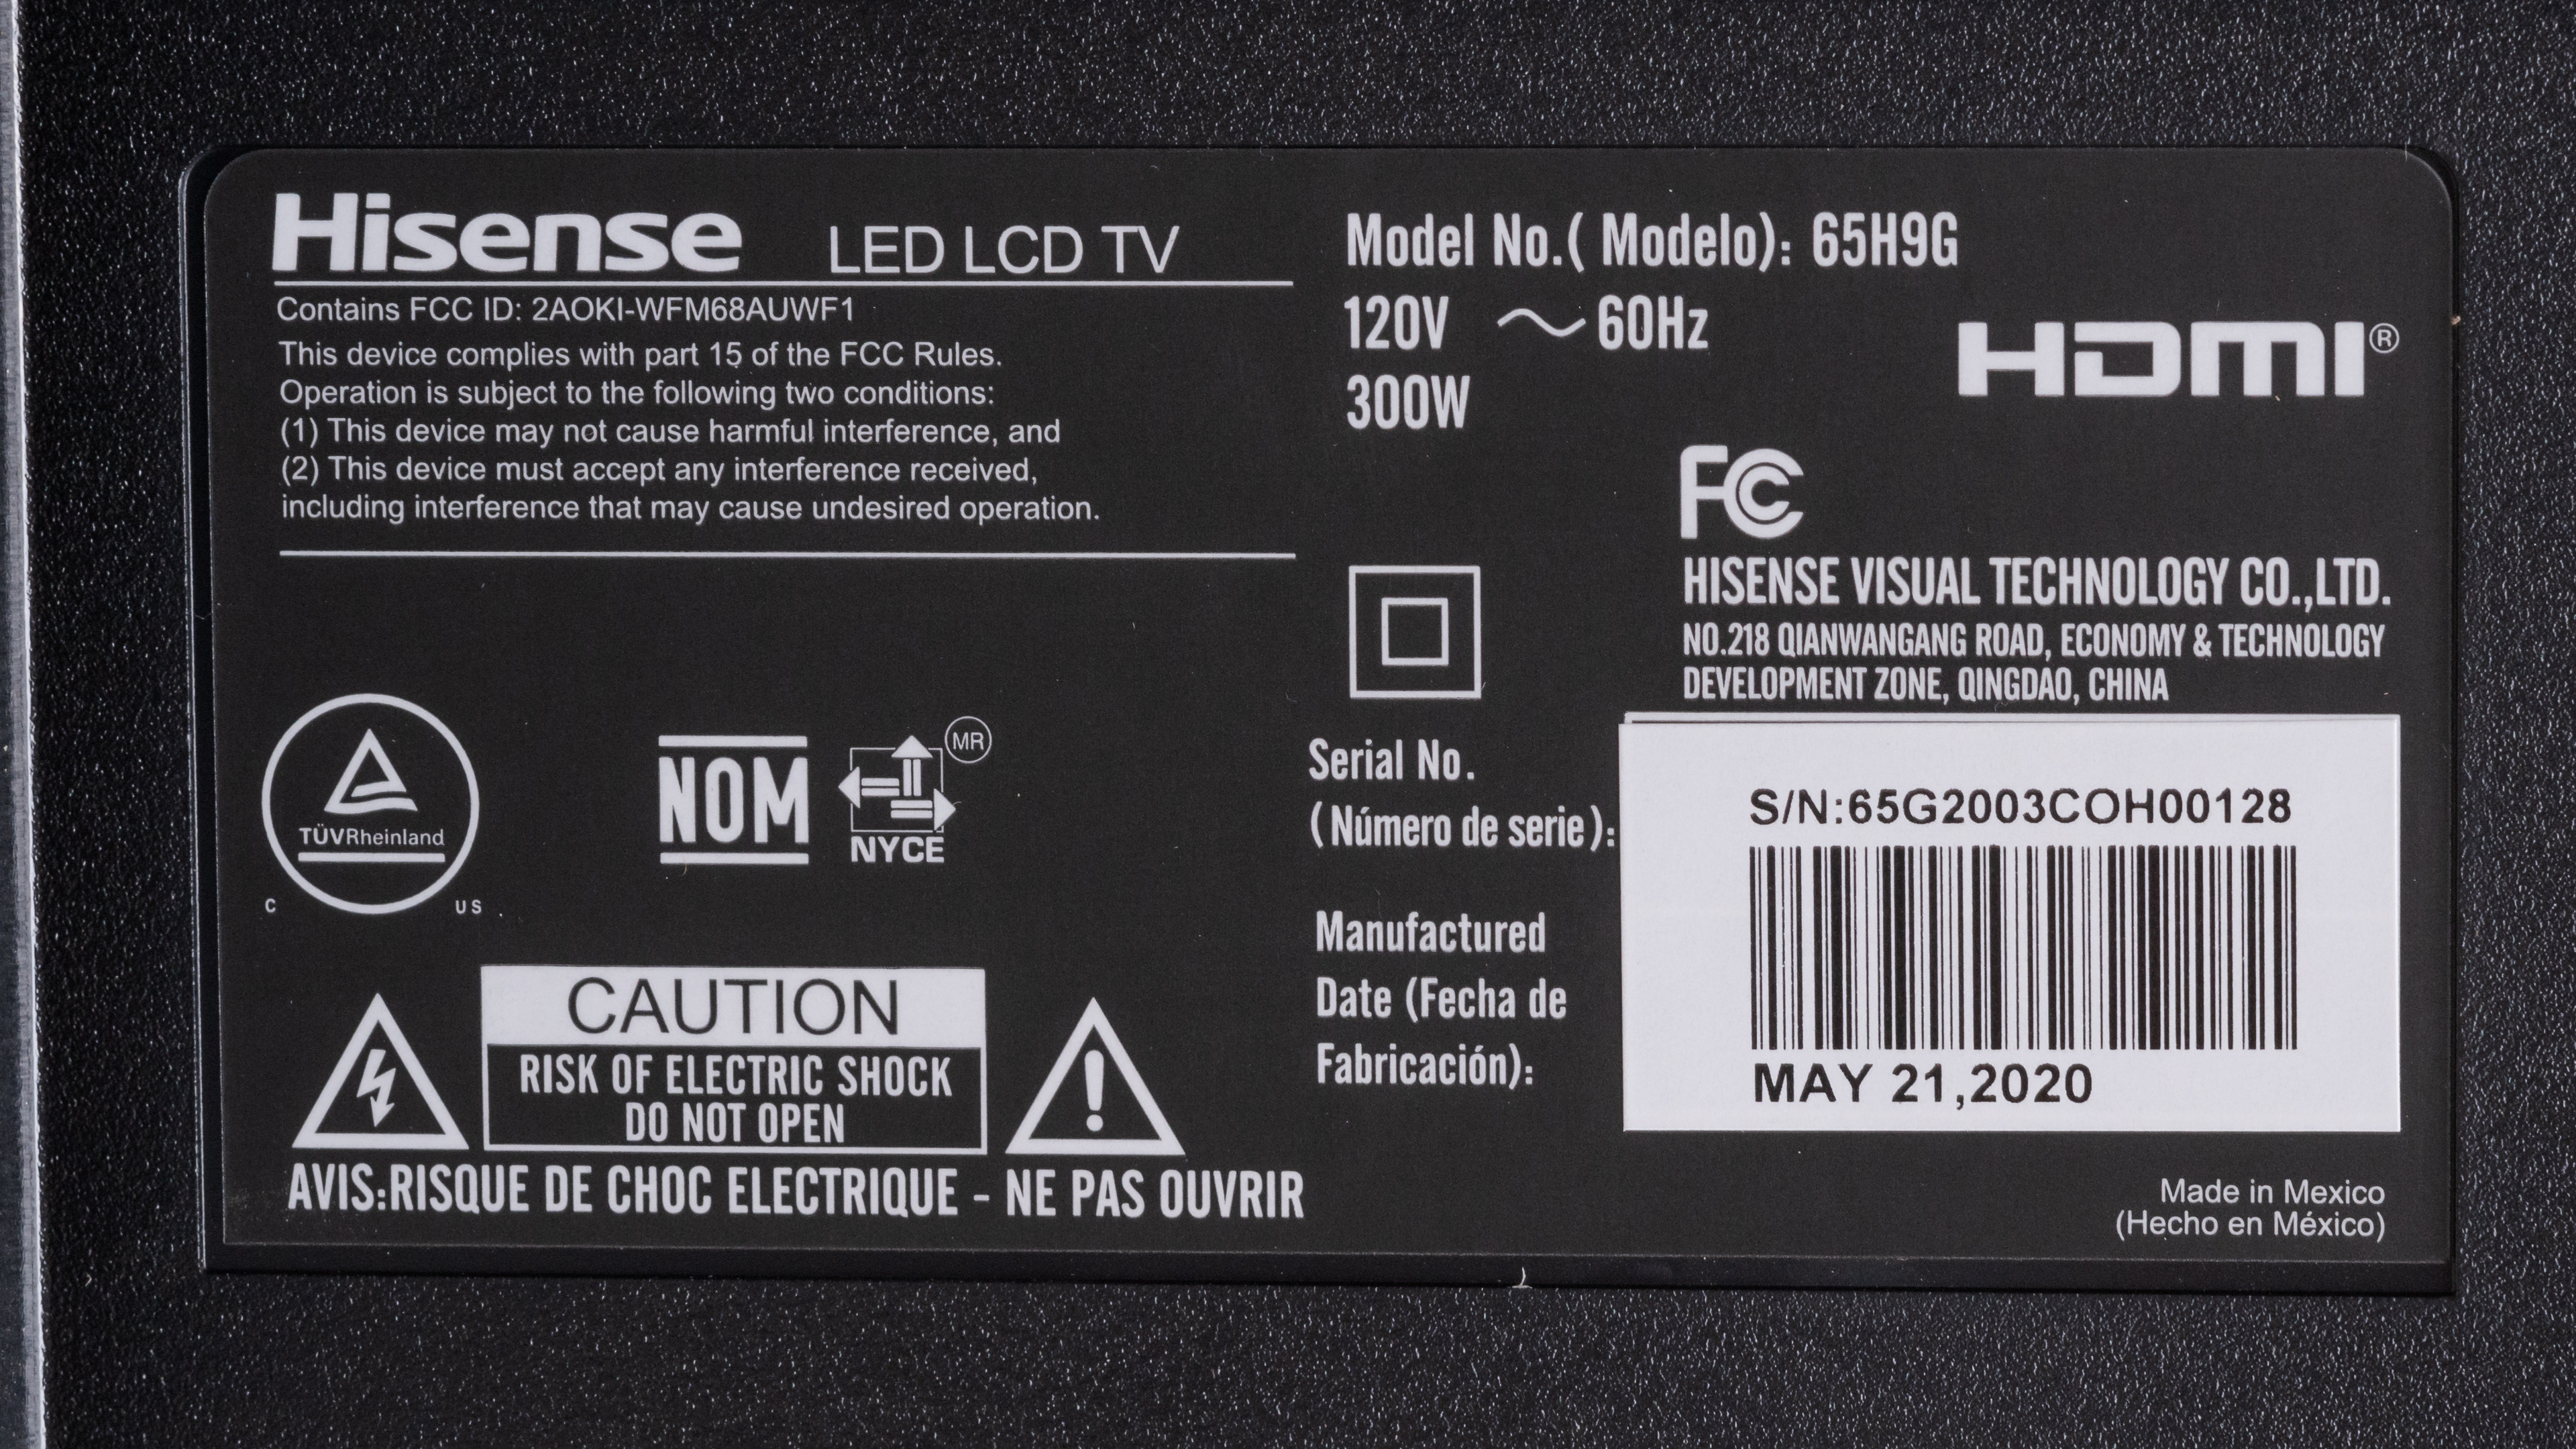 Hisense LED LCD TV
Contains FCC ID: 2AOKI-WFM68AUWF1
This device complies with part 15 of the FCC Rules.
Operation is subject to the following two conditions:
(1) This device may not cause harmful interference, and
(2) This device must accept any interference received,
including interference that may cause undesired operation.
TÜVRheinland
C US
NOM
NYCE
MR
CAUTION
RISK OF ELECTRIC SHOCK
DO NOT OPEN
AVIS:RISQUE DE CHOC ELECTRIQUE - NE PAS OUVRIR
Model No.( Modelo): 65H9G
120V ~ 60Hz
300W
HDMI®
FC
HISENSE VISUAL TECHNOLOGY CO.,LTD.
NO.218 QIANWANGANG ROAD, ECONOMY & TECHNOLOGY
DEVELOPMENT ZONE, QINGDAO, CHINA
Serial No.
(Número de serie):
S/N:65G2003COH00128
Manufactured
Date (Fecha de
Fabricación):
MAY 21,2020
Made in Mexico
(Hecho en México)